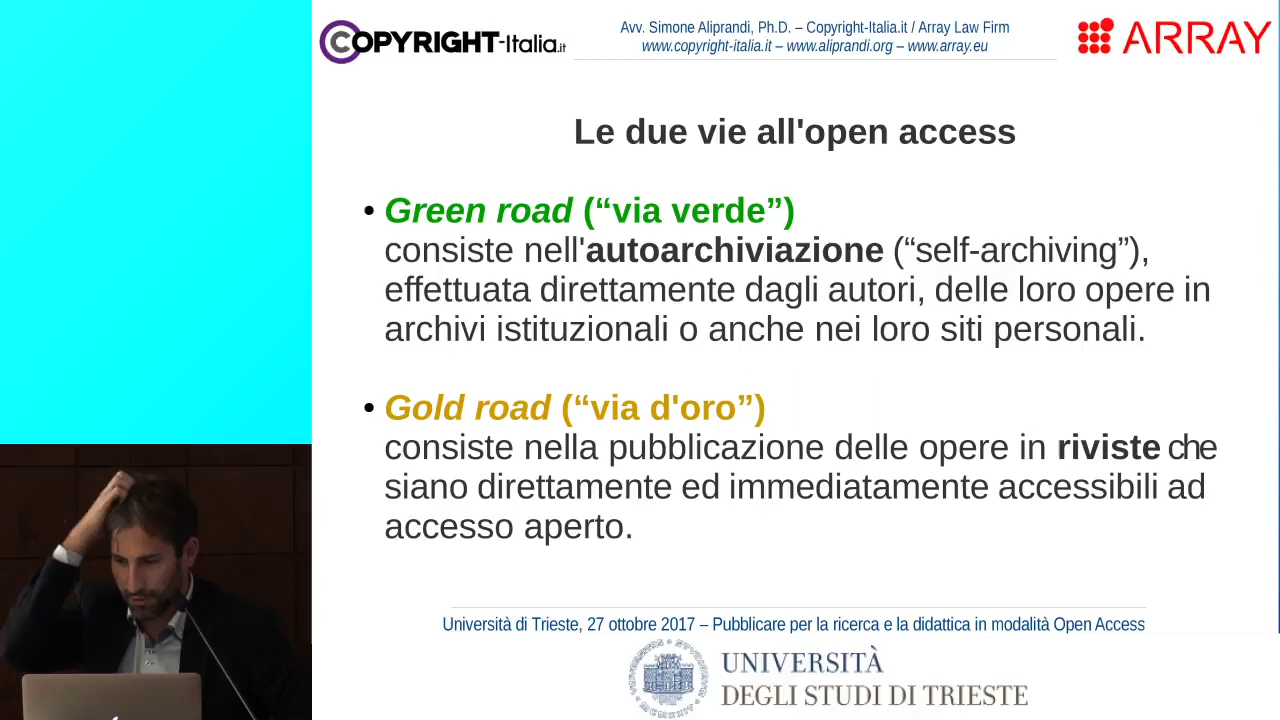 COPYRIGHT-Italia.it
Avv. Simone Aliprandi, Ph.D. – Copyright-Italia.it / Array Law Firm
www.copyright-italia.it – www.aliprandi.org – www.array.eu
ARRAY
Le due vie all'open access
• Green road (“via verde”)
consiste nell'autoarchiviazione (“self-archiving”),
effettuata direttamente dagli autori, delle loro opere in
archivi istituzionali o anche nei loro siti personali.
• Gold road (“via d'oro”)
consiste nella pubblicazione delle opere in riviste che
siano direttamente ed immediatamente accessibili ad
accesso aperto.
Università di Trieste, 27 ottobre 2017 – Pubblicare per la ricerca e la didattica in modalità Open Access
UNIVERSITÀ
DEGLI STUDI DI TRIESTE